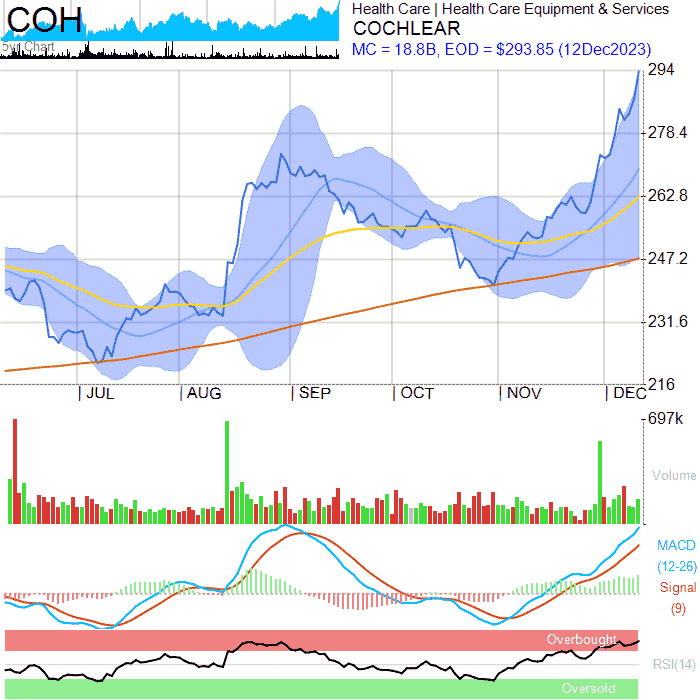 COH
Health Care | Health Care Equipment & Services
COCHLEAR
MC = 18.8B, EOD = $293.85 (12Dec2023)
5yr Chart
294
278.4
262.8
247.2
231.6
216
JUL AUG SEP OCT NOV DEC
697k
Volume
MACD
(12-26)
Signal
(9)
Overbought
RSI(14)
Oversold